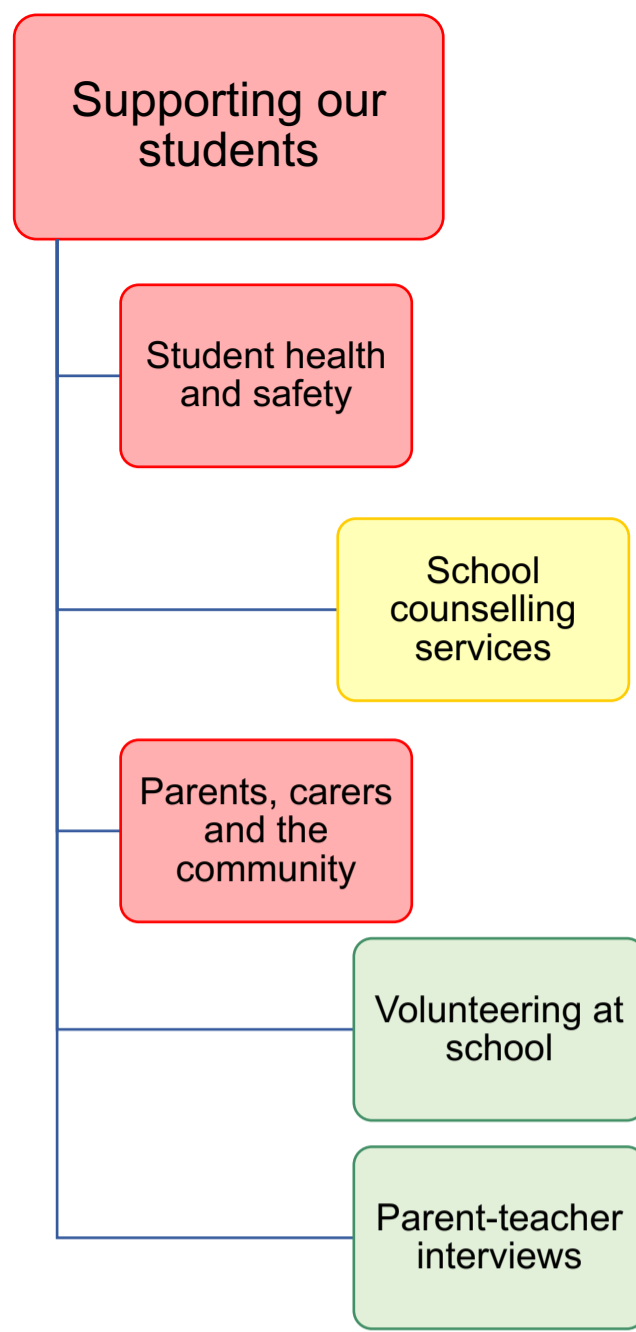 Supporting our
students
Student health
and safety
School
counselling
services
Parents, carers
and the
community
Volunteering at
school
Parent-teacher
interviews